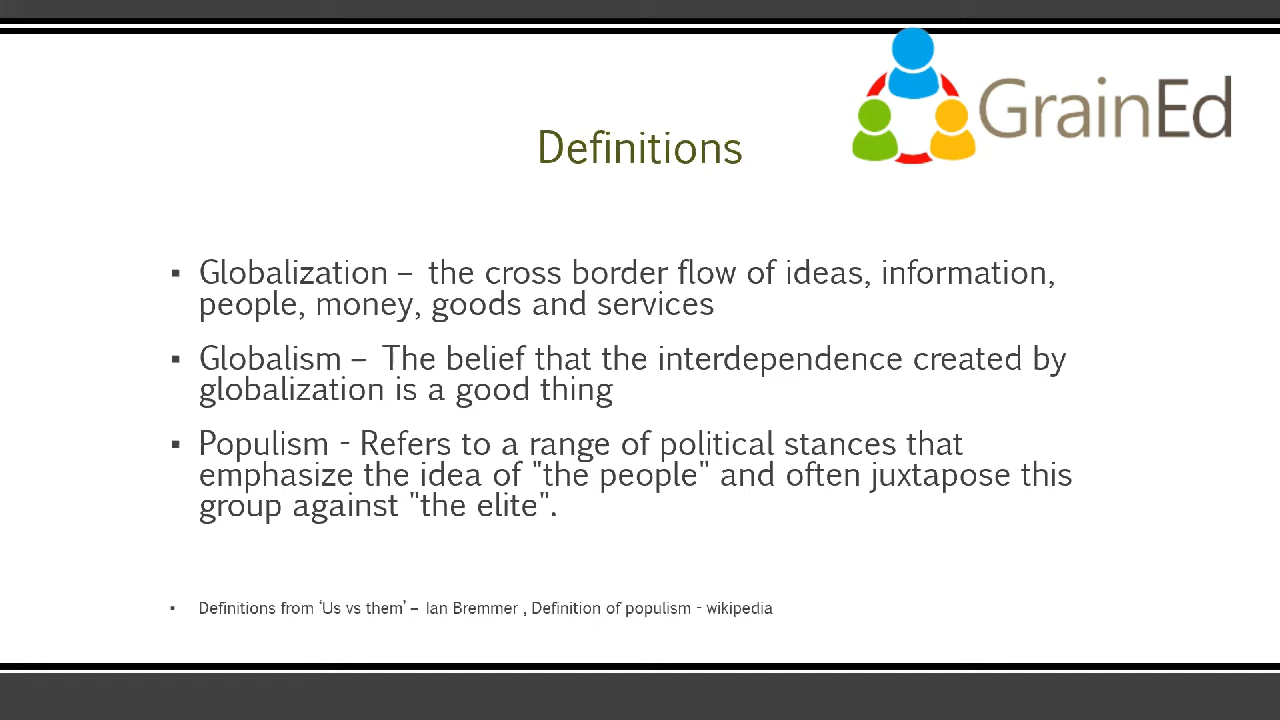 GrainEd
Definitions
▪ Globalization – the cross border flow of ideas, information,
people, money, goods and services
▪ Globalism – The belief that the interdependence created by
globalization is a good thing
▪ Populism - Refers to a range of political stances that
emphasize the idea of "the people" and often juxtapose this
group against "the elite".
▪ Definitions from ‘Us vs them’ – Ian Bremmer , Definition of populism - wikipedia